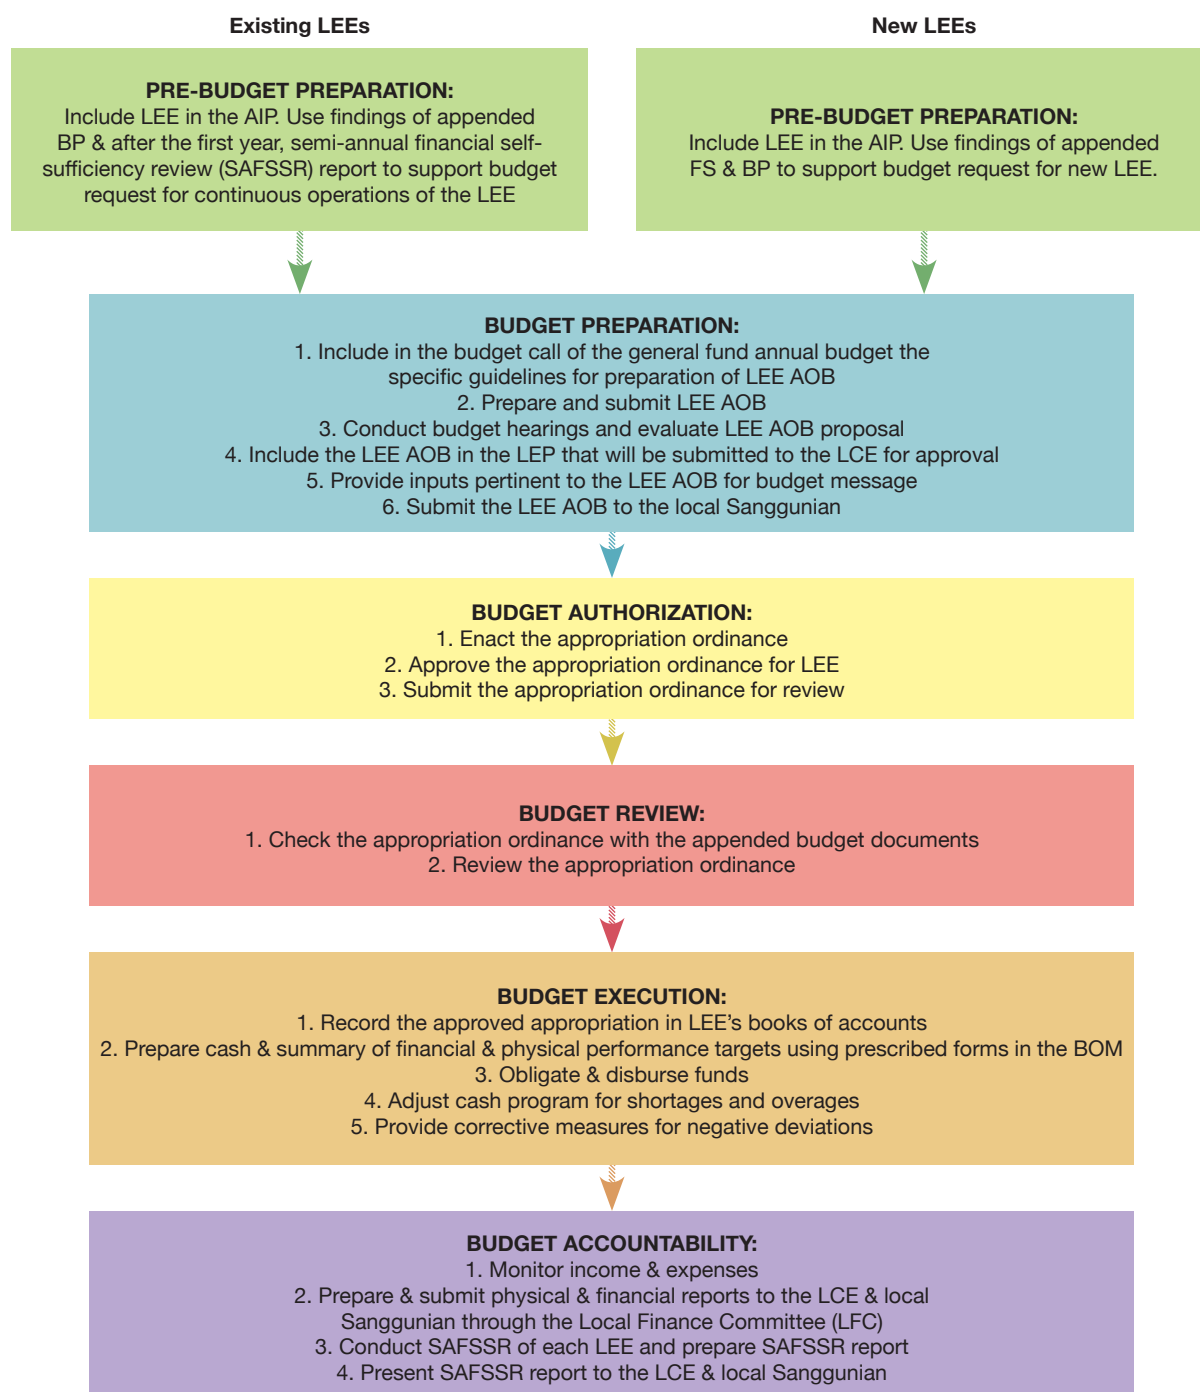 Existing LEEs
New LEEs
PRE-BUDGET PREPARATION:
Include LEE in the AIP. Use findings of appended
BP & after the first year, semi-annual financial self-
sufficiency review (SAFSSR) report to support budget
request for continuous operations of the LEE
PRE-BUDGET PREPARATION:
Include LEE in the AIP. Use findings of appended
FS & BP to support budget request for new LEE.
BUDGET PREPARATION:
1. Include in the budget call of the general fund annual budget the
specific guidelines for preparation of LEE AOB
2. Prepare and submit LEE AOB
3. Conduct budget hearings and evaluate LEE AOB proposal
4. Include the LEE AOB in the LEP that will be submitted to the LCE for approval
5. Provide inputs pertinent to the LEE AOB for budget message
6. Submit the LEE AOB to the local Sanggunian
BUDGET AUTHORIZATION:
1. Enact the appropriation ordinance
2. Approve the appropriation ordinance for LEE
3. Submit the appropriation ordinance for review
BUDGET REVIEW:
1. Check the appropriation ordinance with the appended budget documents
2. Review the appropriation ordinance
BUDGET EXECUTION:
1. Record the approved appropriation in LEE's books of accounts
2. Prepare cash & summary of financial & physical performance targets using prescribed forms in the BOM
3. Obligate & disburse funds
4. Adjust cash program for shortages and overages
5. Provide corrective measures for negative deviations
BUDGET ACCOUNTABILITY:
1. Monitor income & expenses
2. Prepare & submit physical & financial reports to the LCE & local
Sanggunian through the Local Finance Committee (LFC)
3. Conduct SAFSSR of each LEE and prepare SAFSSR report
4. Present SAFSSR report to the LCE & local Sanggunian